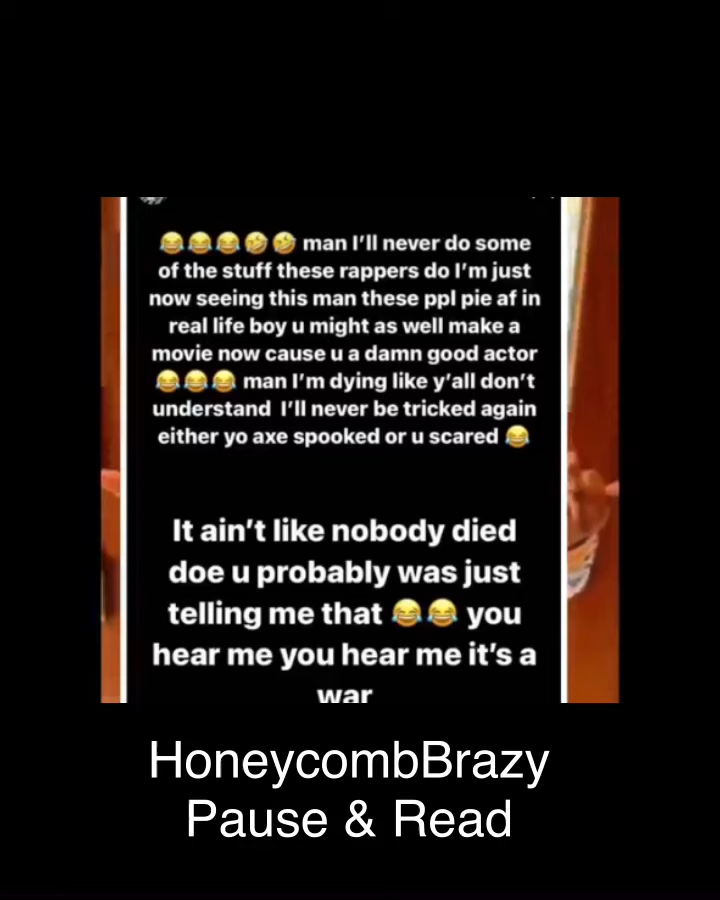 😂😂😂🤣🤣 man I'll never do some
of the stuff these rappers do I'm just
now seeing this man these ppl pie af in
real life boy u might as well make a
movie now cause u a damn good actor
😂😂😂 man I'm dying like y'all don't
understand I'll never be tricked again
either yo axe spooked or u scared 😂
It ain't like nobody died
doe u probably was just
telling me that 😂😂 you
hear me you hear me it's a
war
HoneycombBrazy
Pause & Read